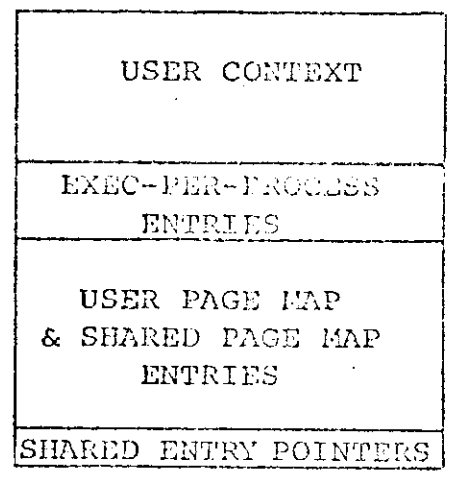 USER CONTEXT
EXEC-PER-PROCESS
ENTRIES
USER PAGE MAP
& SHARED PAGE MAP
ENTRIES
SHARED ENTRY POINTERS